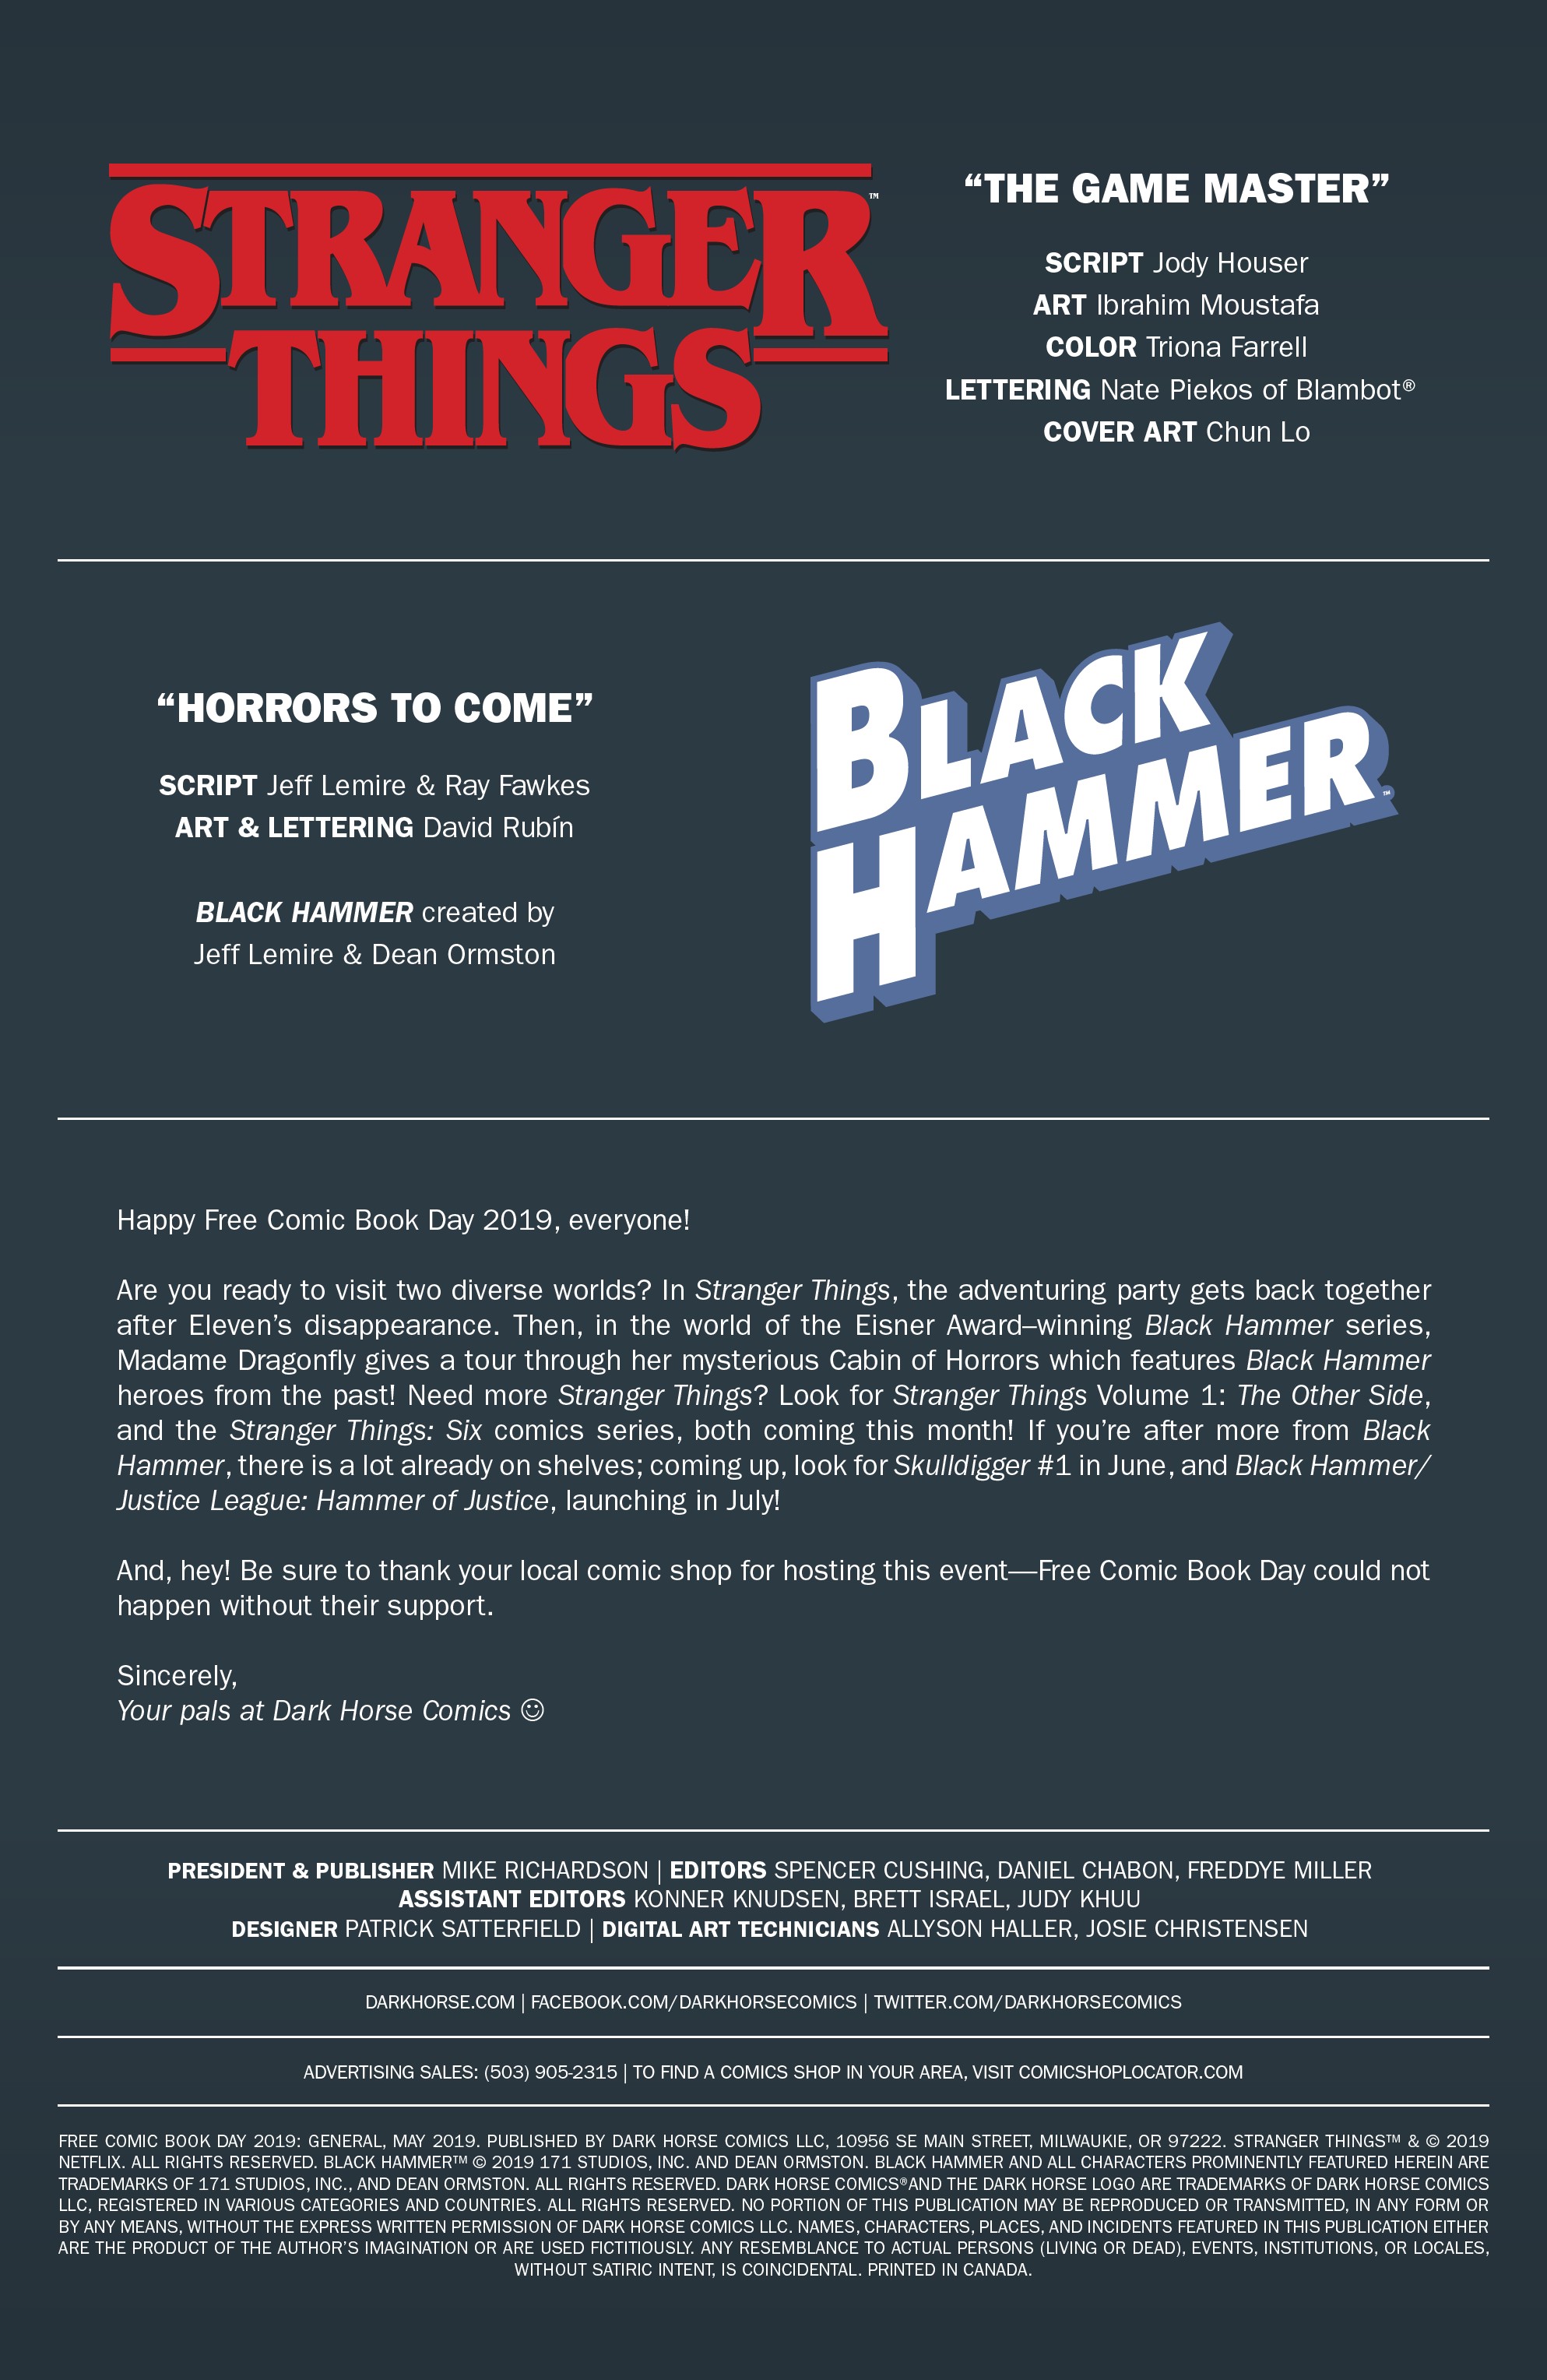 STRANGER
THINGS™
“THE GAME MASTER”
SCRIPT Jody Houser
ART Ibrahim Moustafa
COLOR Triona Farrell
LETTERING Nate Piekos of Blambot®
COVER ART Chun Lo
“HORRORS TO COME”
SCRIPT Jeff Lemire & Ray Fawkes
ART & LETTERING David Rubín
BLACK HAMMER created by
Jeff Lemire & Dean Ormston
BLACK
HAMMER™
Happy Free Comic Book Day 2019, everyone!
Are you ready to visit two diverse worlds? In Stranger Things, the adventuring party gets back together
after Eleven’s disappearance. Then, in the world of the Eisner Award–winning Black Hammer series,
Madame Dragonfly gives a tour through her mysterious Cabin of Horrors which features Black Hammer
heroes from the past! Need more Stranger Things? Look for Stranger Things Volume 1: The Other Side,
and the Stranger Things: Six comics series, both coming this month! If you’re after more from Black
Hammer, there is a lot already on shelves; coming up, look for Skulldigger #1 in June, and Black Hammer/
Justice League: Hammer of Justice, launching in July!
And, hey! Be sure to thank your local comic shop for hosting this event—Free Comic Book Day could not
happen without their support.
Sincerely,
Your pals at Dark Horse Comics ☺
PRESIDENT & PUBLISHER MIKE RICHARDSON | EDITORS SPENCER CUSHING, DANIEL CHABON, FREDDYE MILLER
ASSISTANT EDITORS KONNER KNUDSEN, BRETT ISRAEL, JUDY KHUU
DESIGNER PATRICK SATTERFIELD | DIGITAL ART TECHNICIANS ALLYSON HALLER, JOSIE CHRISTENSEN
DARKHORSE.COM | FACEBOOK.COM/DARKHORSECOMICS | TWITTER.COM/DARKHORSECOMICS
ADVERTISING SALES: (503) 905-2315 | TO FIND A COMICS SHOP IN YOUR AREA, VISIT COMICSHOPLOCATOR.COM
FREE COMIC BOOK DAY 2019: GENERAL, MAY 2019. PUBLISHED BY DARK HORSE COMICS LLC, 10956 SE MAIN STREET, MILWAUKIE, OR 97222. STRANGER THINGS™ & © 2019
NETFLIX. ALL RIGHTS RESERVED. BLACK HAMMER™ © 2019 171 STUDIOS, INC. AND DEAN ORMSTON. BLACK HAMMER AND ALL CHARACTERS PROMINENTLY FEATURED HEREIN ARE
TRADEMARKS OF 171 STUDIOS, INC., AND DEAN ORMSTON. ALL RIGHTS RESERVED. DARK HORSE COMICS® AND THE DARK HORSE LOGO ARE TRADEMARKS OF DARK HORSE COMICS
LLC, REGISTERED IN VARIOUS CATEGORIES AND COUNTRIES. ALL RIGHTS RESERVED. NO PORTION OF THIS PUBLICATION MAY BE REPRODUCED OR TRANSMITTED, IN ANY FORM OR
BY ANY MEANS, WITHOUT THE EXPRESS WRITTEN PERMISSION OF DARK HORSE COMICS LLC. NAMES, CHARACTERS, PLACES, AND INCIDENTS FEATURED IN THIS PUBLICATION EITHER
ARE THE PRODUCT OF THE AUTHOR’S IMAGINATION OR ARE USED FICTITIOUSLY. ANY RESEMBLANCE TO ACTUAL PERSONS (LIVING OR DEAD), EVENTS, INSTITUTIONS, OR LOCALES,
WITHOUT SATIRIC INTENT, IS COINCIDENTAL. PRINTED IN CANADA.